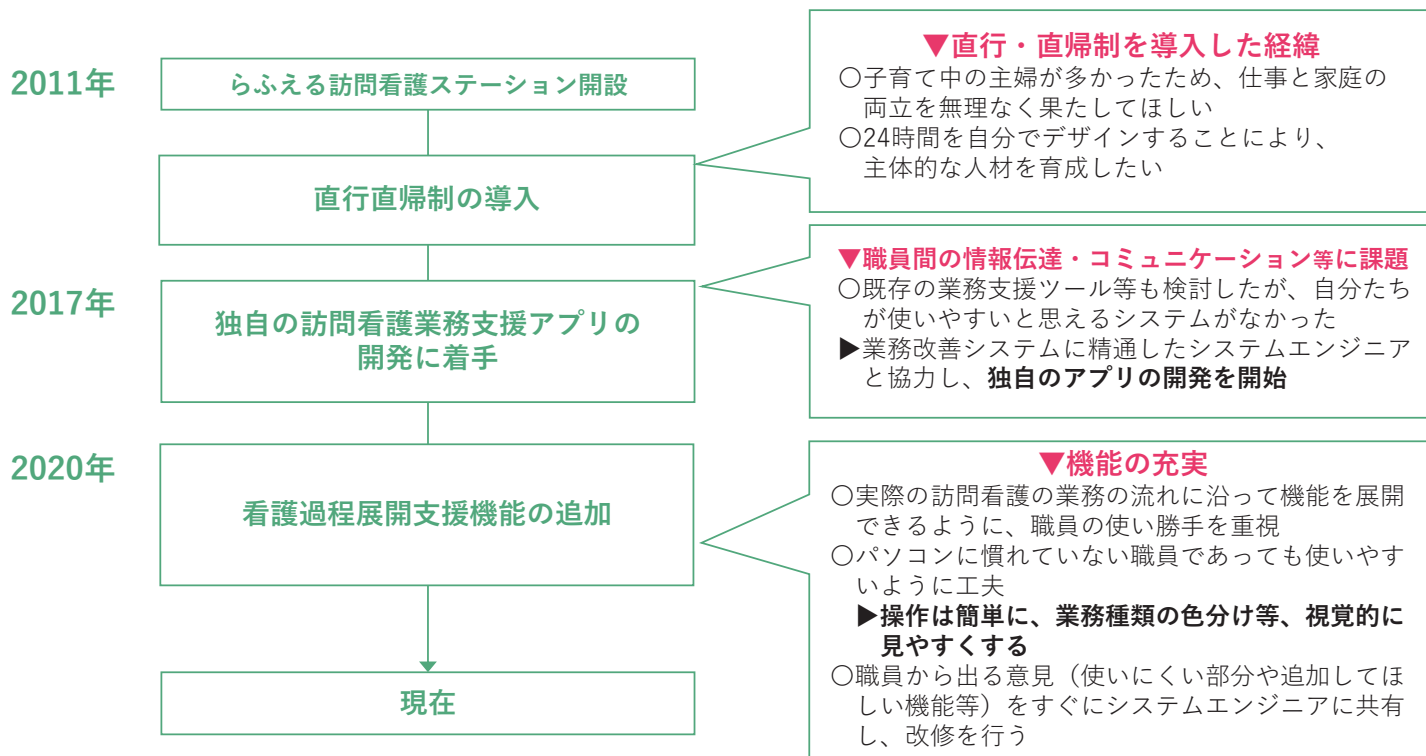 2011年
らふえる訪問看護ステーション開設
▼直行・直帰制を導入した経緯
○子育て中の主婦が多かったため、仕事と家庭の
両立を無理なく果たしてほしい
○24時間を自分でデザインすることにより、
主体的な人材を育成したい
直行直帰制の導入
2017年
独自の訪問看護業務支援アプリの
開発に着手
▼職員間の情報伝達・コミュニケーション等に課題
○既存の業務支援ツール等も検討したが、自分たち
が使いやすいと思えるシステムがなかった
▶業務改善システムに精通したシステムエンジニア
と協力し、独自のアプリの開発を開始
2020年
看護過程展開支援機能の追加
▼機能の充実
○実際の訪問看護の業務の流れに沿って機能を展開
できるように、職員の使い勝手を重視
○パソコンに慣れていない職員であっても使いやす
いように工夫
▶操作は簡単に、業務種類の色分け等、視覚的に
見やすくする
○職員から出る意見（使いにくい部分や追加してほ
しい機能等）をすぐにシステムエンジニアに共有
し、改修を行う
現在